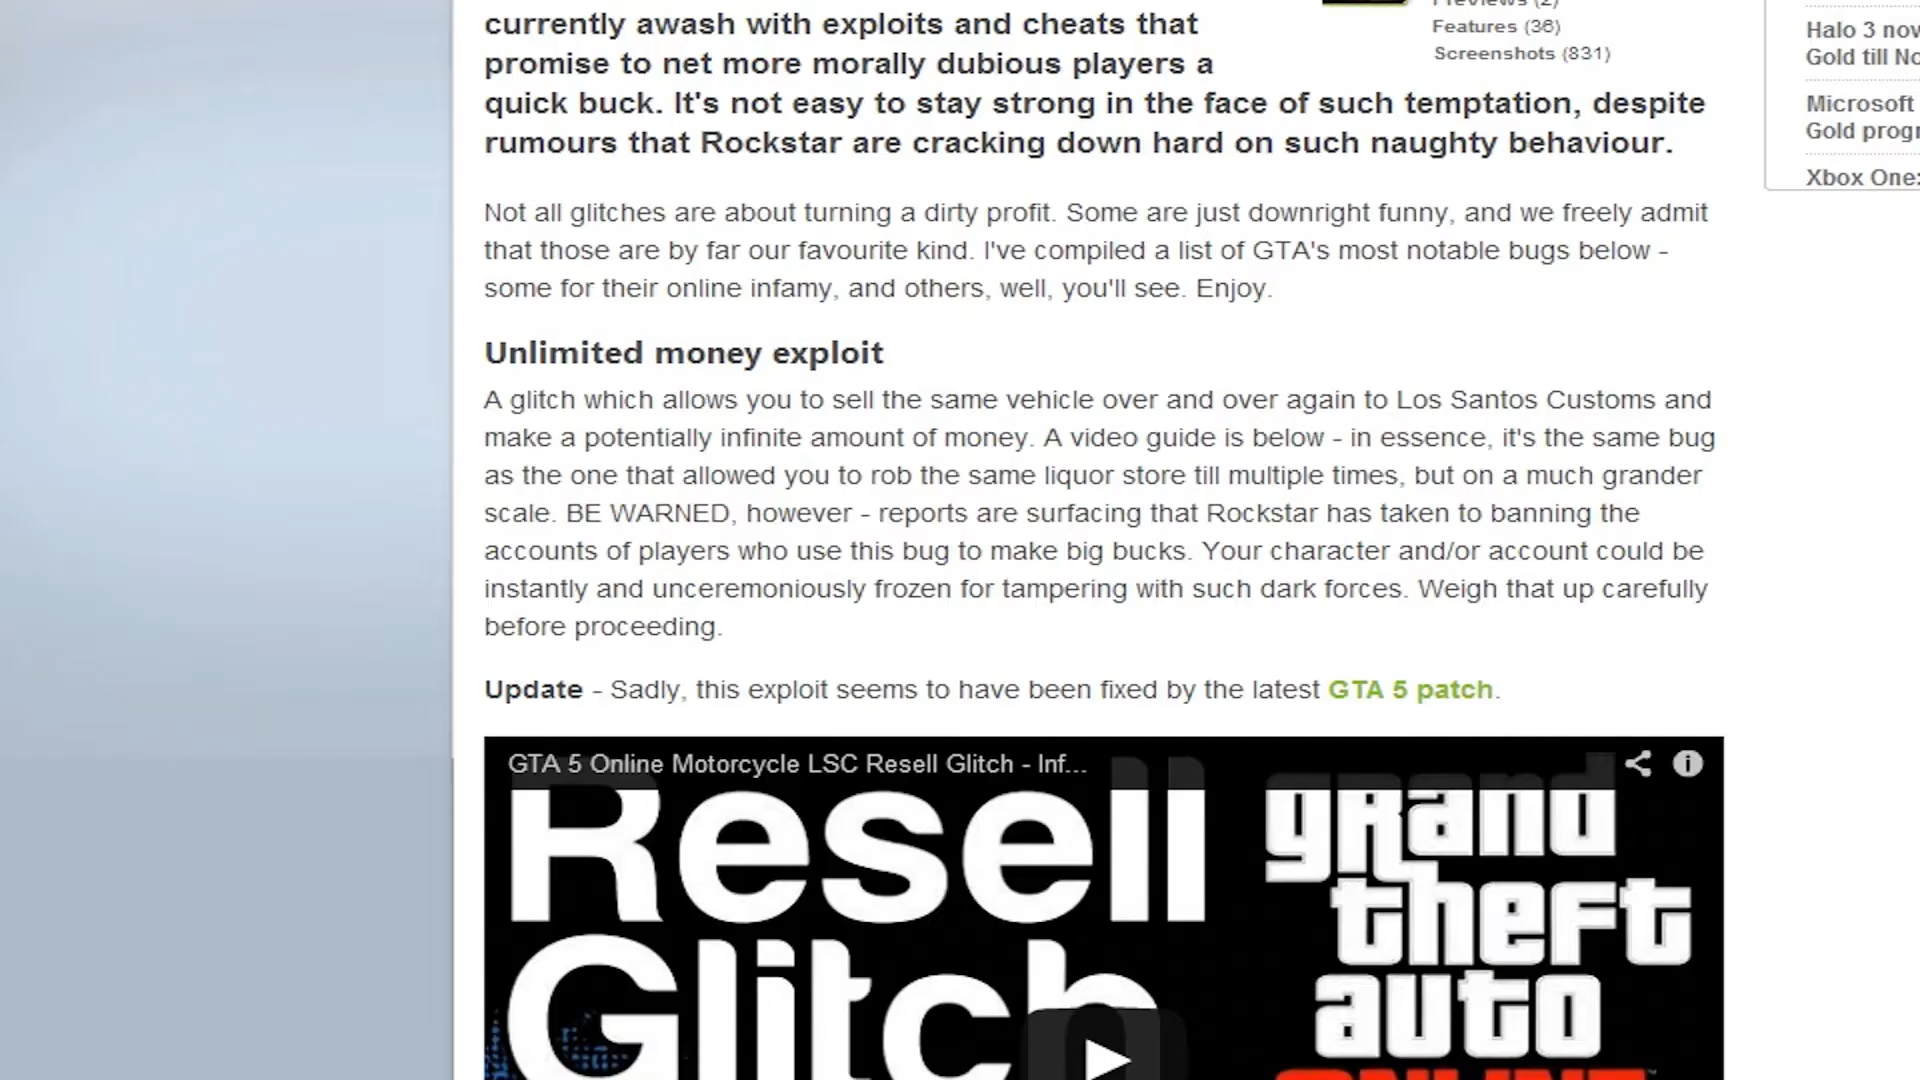 currently awash with exploits and cheats that
promise to net more morally dubious players a
quick buck. It's not easy to stay strong in the face of such temptation, despite
rumours that Rockstar are cracking down hard on such naughty behaviour.
Previews (2)
Features (36)
Screenshots (831)
Halo 3 now
Gold till No
Microsoft
Gold progr
Xbox One:
Not all glitches are about turning a dirty profit. Some are just downright funny, and we freely admit
that those are by far our favourite kind. I've compiled a list of GTA's most notable bugs below -
some for their online infamy, and others, well, you'll see. Enjoy.
Unlimited money exploit
A glitch which allows you to sell the same vehicle over and over again to Los Santos Customs and
make a potentially infinite amount of money. A video guide is below - in essence, it's the same bug
as the one that allowed you to rob the same liquor store till multiple times, but on a much grander
scale. BE WARNED, however - reports are surfacing that Rockstar has taken to banning the
accounts of players who use this bug to make big bucks. Your character and/or account could be
instantly and unceremoniously frozen for tampering with such dark forces. Weigh that up carefully
before proceeding.
Update - Sadly, this exploit seems to have been fixed by the latest GTA 5 patch.
GTA 5 Online Motorcycle LSC Resell Glitch - Inf...
Resell
Glitch
grand
theft
auto
ONLINE